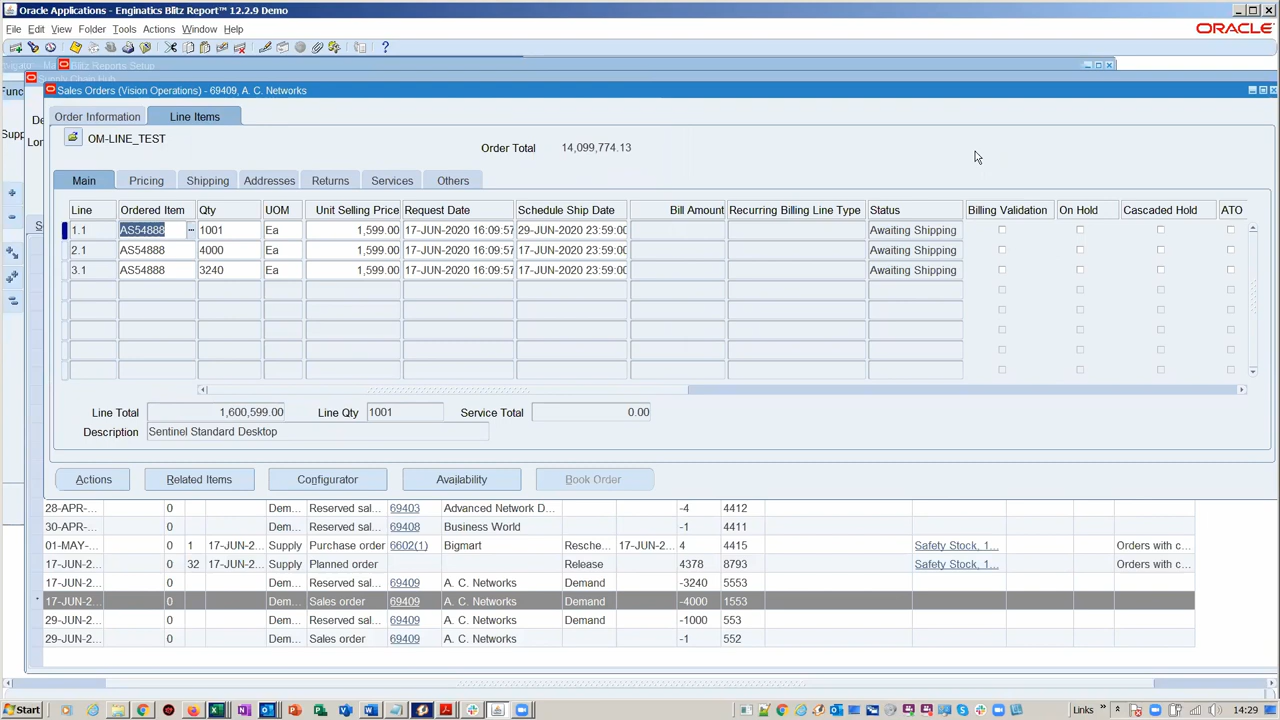 Oracle Applications - Enginatics Blitz Report™ 12.2.9 Demo
File Edit View Folder Tools Actions Window Help
ORACLE
Blitz Reports Setup
Supply Chain Hub
Sales Orders (Vision Operations) - 69409, A. C. Networks
Func
Order Information Line Items
De
Supp
OM-LINE_TEST
Order Total 14,099,774.13
Lor
Main Pricing Shipping Addresses Returns Services Others
Line Ordered Item Qty UOM Unit Selling Price Request Date Schedule Ship Date Bill Amount Recurring Billing Line Type Status Billing Validation On Hold Cascaded Hold ATO
1.1 AS54888 1001 Ea 1,599.00 17-JUN-2020 16:09:57 29-JUN-2020 23:59:00 Awaiting Shipping
2.1 AS54888 4000 Ea 1,599.00 17-JUN-2020 16:09:57 17-JUN-2020 23:59:00 Awaiting Shipping
3.1 AS54888 3240 Ea 1,599.00 17-JUN-2020 16:09:57 17-JUN-2020 23:59:00 Awaiting Shipping
Line Total 1,600,599.00 Line Qty 1001 Service Total 0.00
Description Sentinel Standard Desktop
Actions Related Items Configurator Availability Book Order
28-APR-... 0 Dem... Reserved sal... 69403 Advanced Network D... -4 4412
30-APR-... 0 Dem... Reserved sal... 69408 Business World -1 4411
01-MAY-... 0 1 17-JUN-2... Supply Purchase order 6602(1) Bigmart Resche... 17-JUN-2... 4 4415 Safety Stock, 1... Orders with c...
17-JUN-2... 0 32 17-JUN-2... Supply Planned order Release 4378 8793 Safety Stock, 1... Orders with c...
17-JUN-2... 0 Dem... Reserved sal... 69409 A. C. Networks Demand -3240 5553
17-JUN-2... 0 Dem... Sales order 69409 A. C. Networks Demand -4000 1553
29-JUN-2... 0 Dem... Reserved sal... 69409 A. C. Networks Demand -1000 553
29-JUN-2... 0 Dem... Sales order 69409 A. C. Networks -1 552
Start Links 14:29